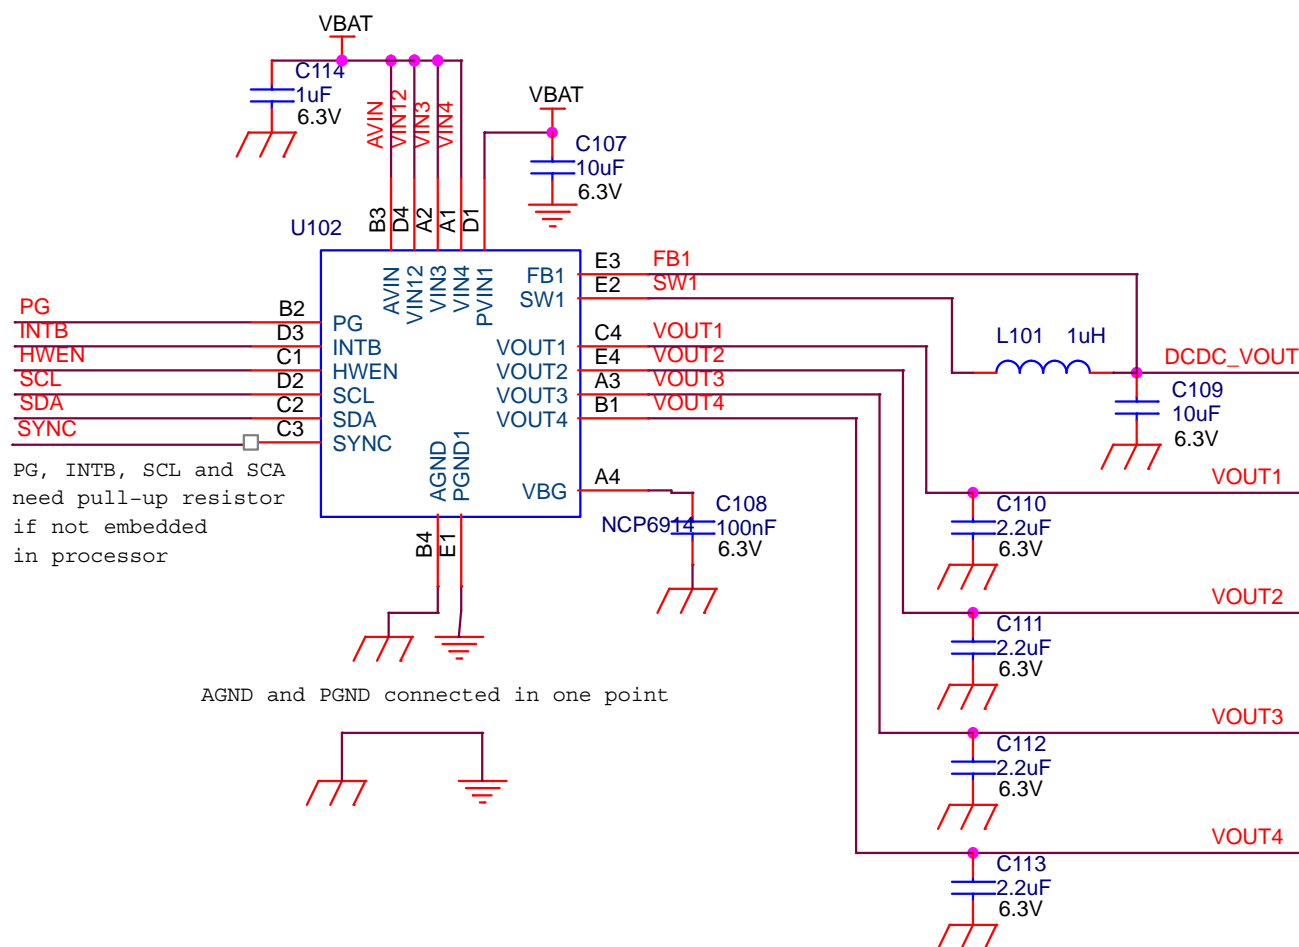 VBAT
C114
1uF
6.3V
AVIN
VIN12
VIN3
VIN4
VBAT
C107
10uF
6.3V
U102
B3
D4
A2
A1
D1
AVIN
VIN12
VIN3
VIN4
PVIN1
PG
B2
PG
INTB
D3
INTB
HWEN
C1
HWEN
SCL
D2
SCL
SDA
C2
SDA
SYNC
C3
SYNC
FB1
E3
FB1
SW1
E2
SW1
VOUT1
C4
VOUT1
VOUT2
E4
VOUT2
VOUT3
A3
VOUT3
VOUT4
B1
VOUT4
VBG
A4
AGND
PGND1
B4
E1
NCP6914
C108
100nF
6.3V
L101
1uH
DCDC_VOUT
C109
10uF
6.3V
PG, INTB, SCL and SCA
need pull-up resistor
if not embedded
in processor
AGND and PGND connected in one point
VOUT1
C110
2.2uF
6.3V
VOUT2
C111
2.2uF
6.3V
VOUT3
C112
2.2uF
6.3V
VOUT4
C113
2.2uF
6.3V